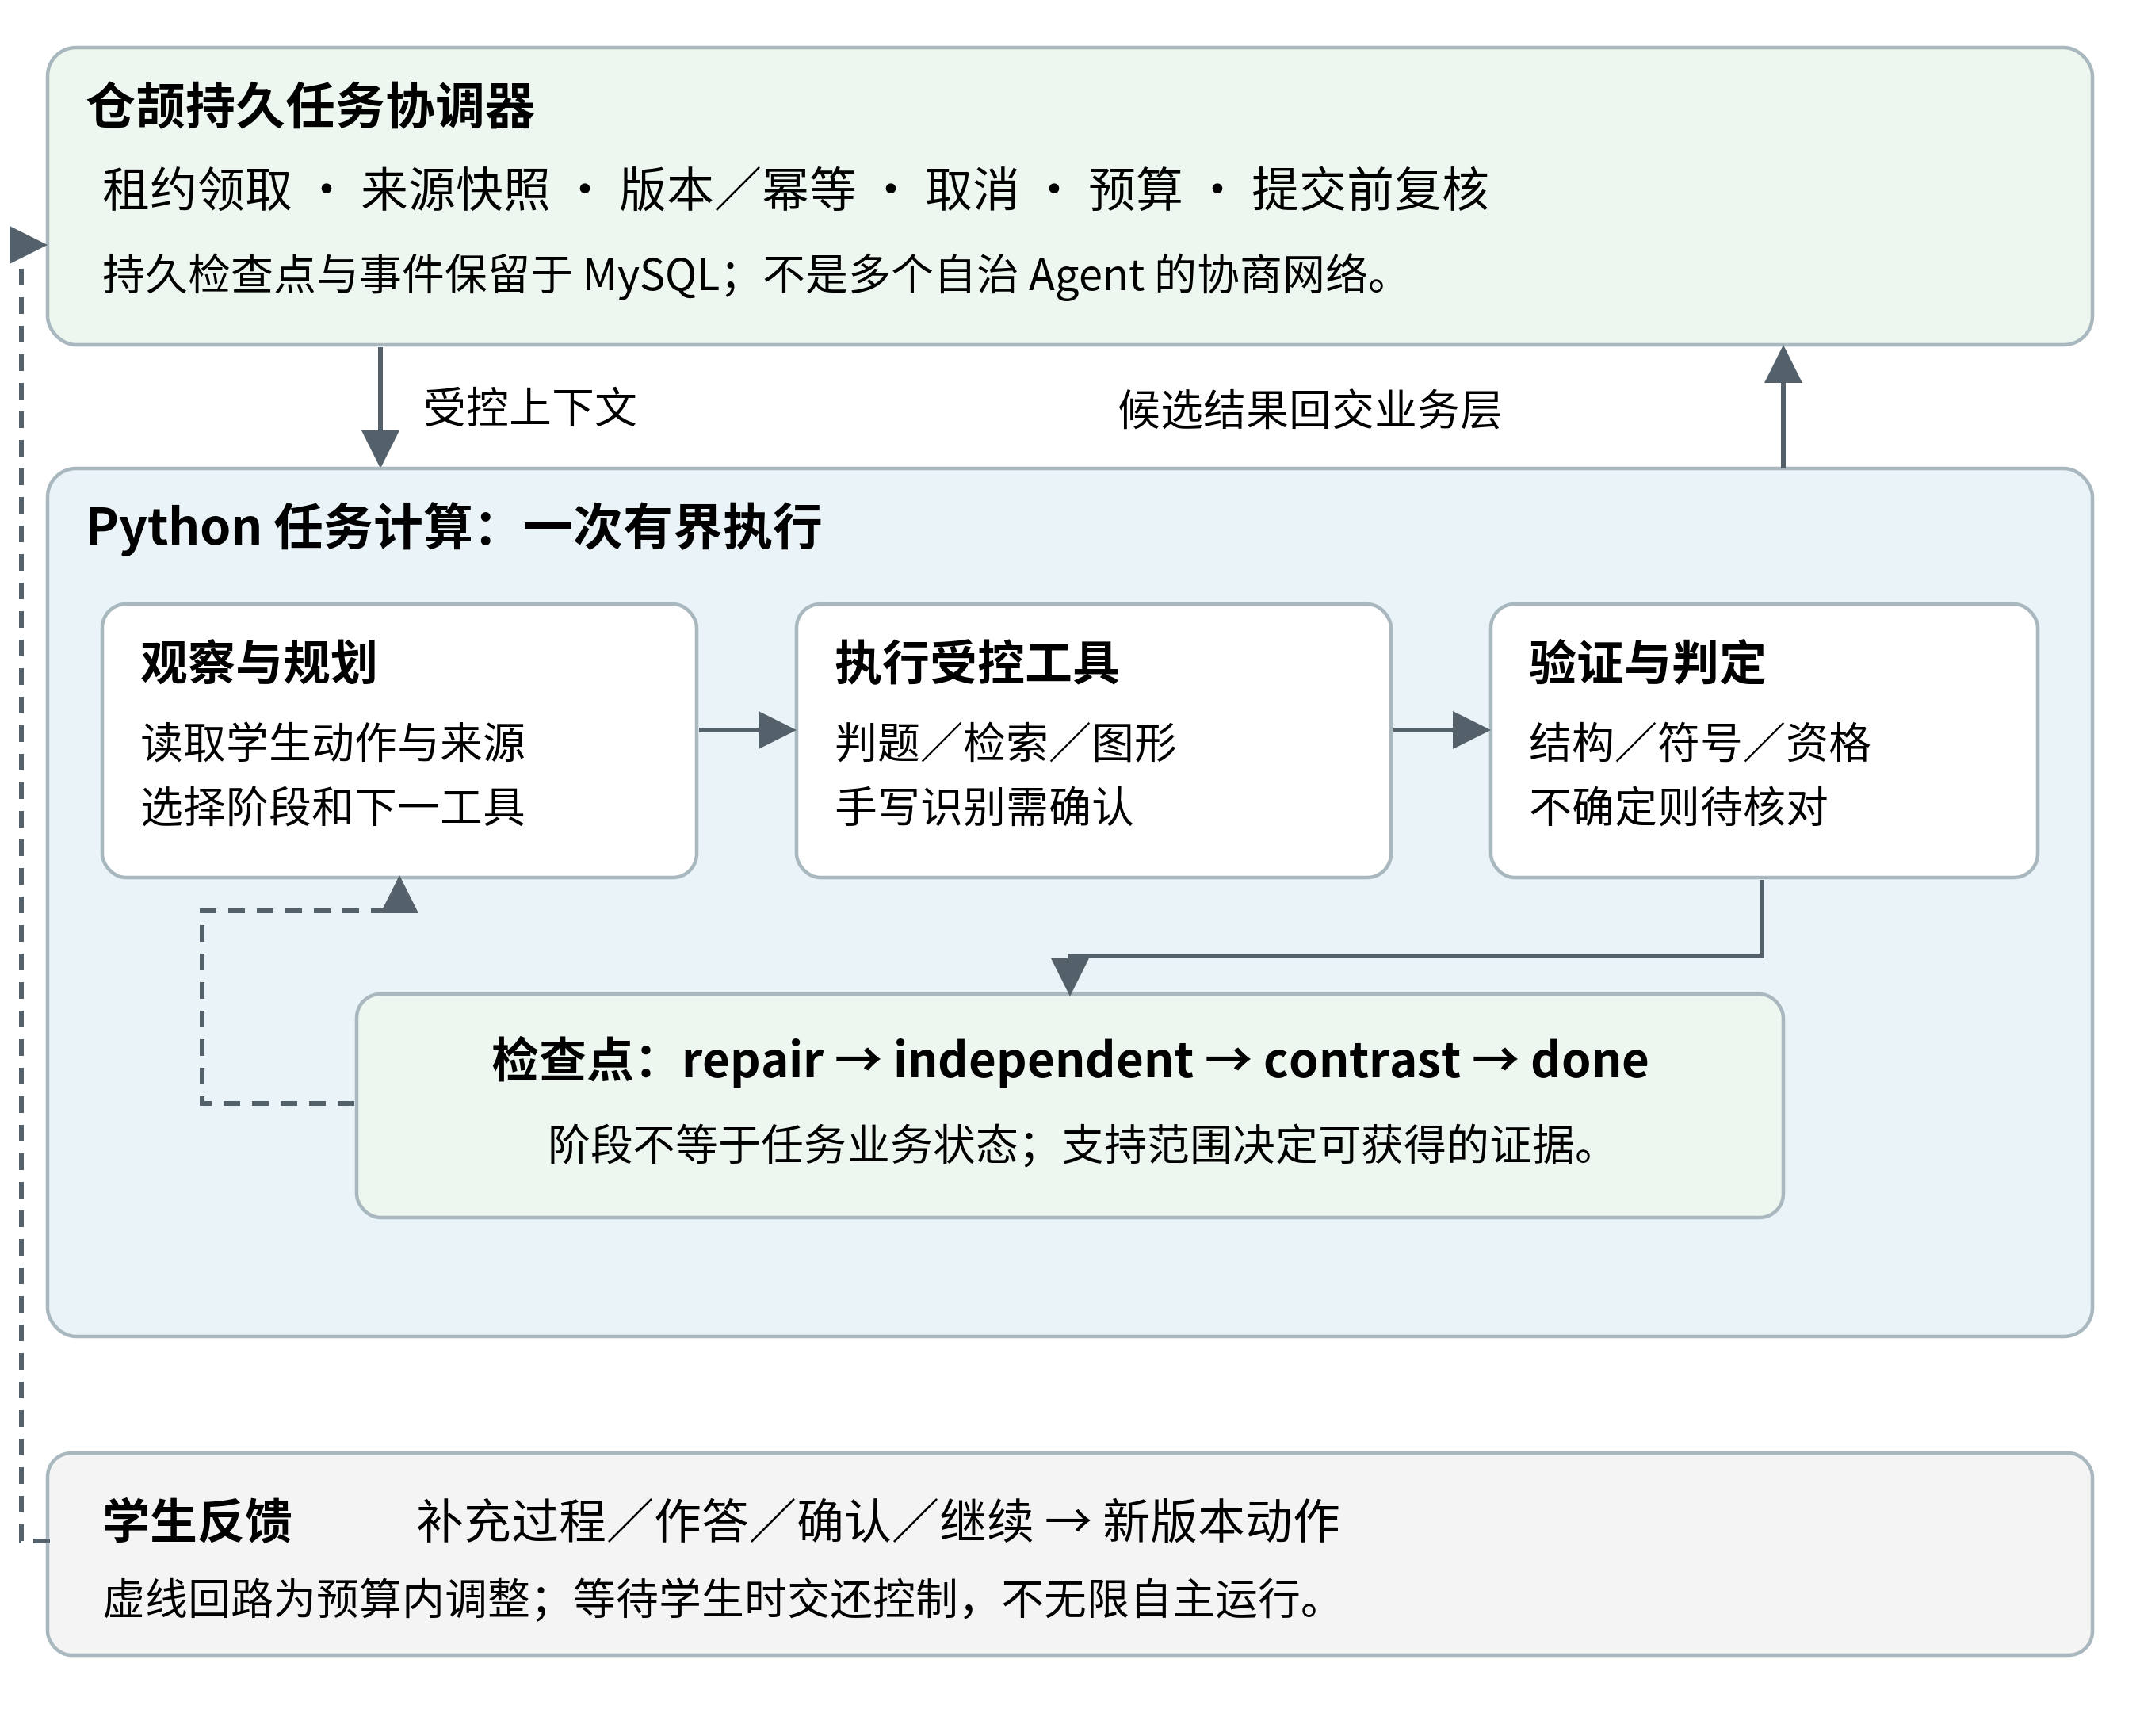 仓颉持久任务协调器
租约领取 · 来源快照 · 版本／幂等 · 取消 · 预算 · 提交前复核
持久检查点与事件保留于 MySQL；不是多个自治 Agent 的协商网络。
受控上下文
候选结果回交业务层
Python 任务计算：一次有界执行
观察与规划
读取学生动作与来源
选择阶段和下一工具
执行受控工具
判题／检索／图形
手写识别需确认
验证与判定
结构／符号／资格
不确定则待核对
检查点：repair → independent → contrast → done
阶段不等于任务业务状态；支持范围决定可获得的证据。
学生反馈 补充过程／作答／确认／继续 → 新版本动作
虚线回路为预算内调整；等待学生时交还控制，不无限自主运行。